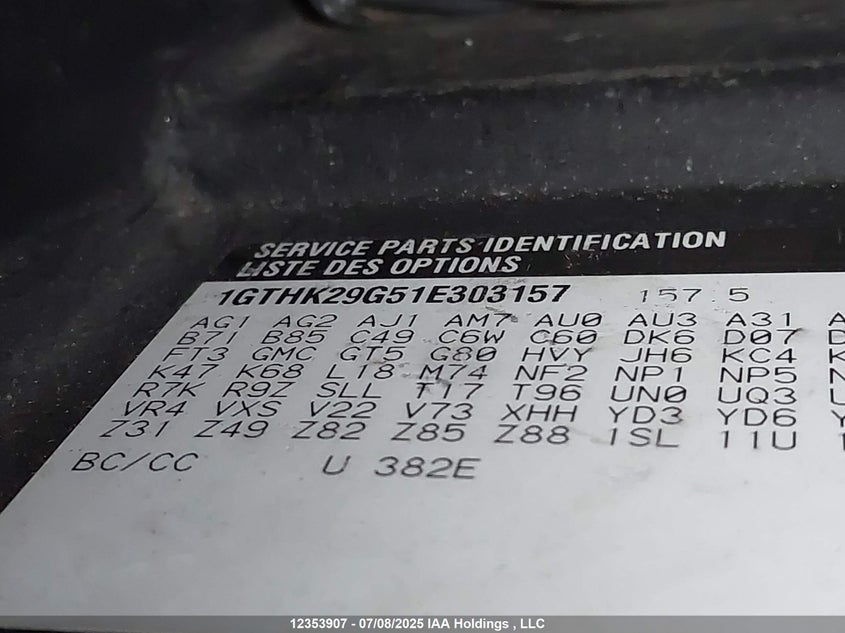 SERVICE PARTS IDENTIFICATION
LISTE DES OPTIONS
1GTHK29G51E303157 157.5
AG1 AG2 AJ1 AM7 AU0 AU3 A31
B71 B85 C49 C6W C60 DK6 D07
FT3 GMC GT5 G80 HVY JH6 KC4
K47 K68 L18 M74 NF2 NP1 NP5
R7K R9Z SLL T17 T96 UN0 UQ3
VR4 VXS V22 V73 XHH YD3 YD6
Z31 Z49 Z82 Z85 Z88 1SL 11U
BC/CC U 382E
12353907 - 07/08/2025 IAA Holdings , LLC